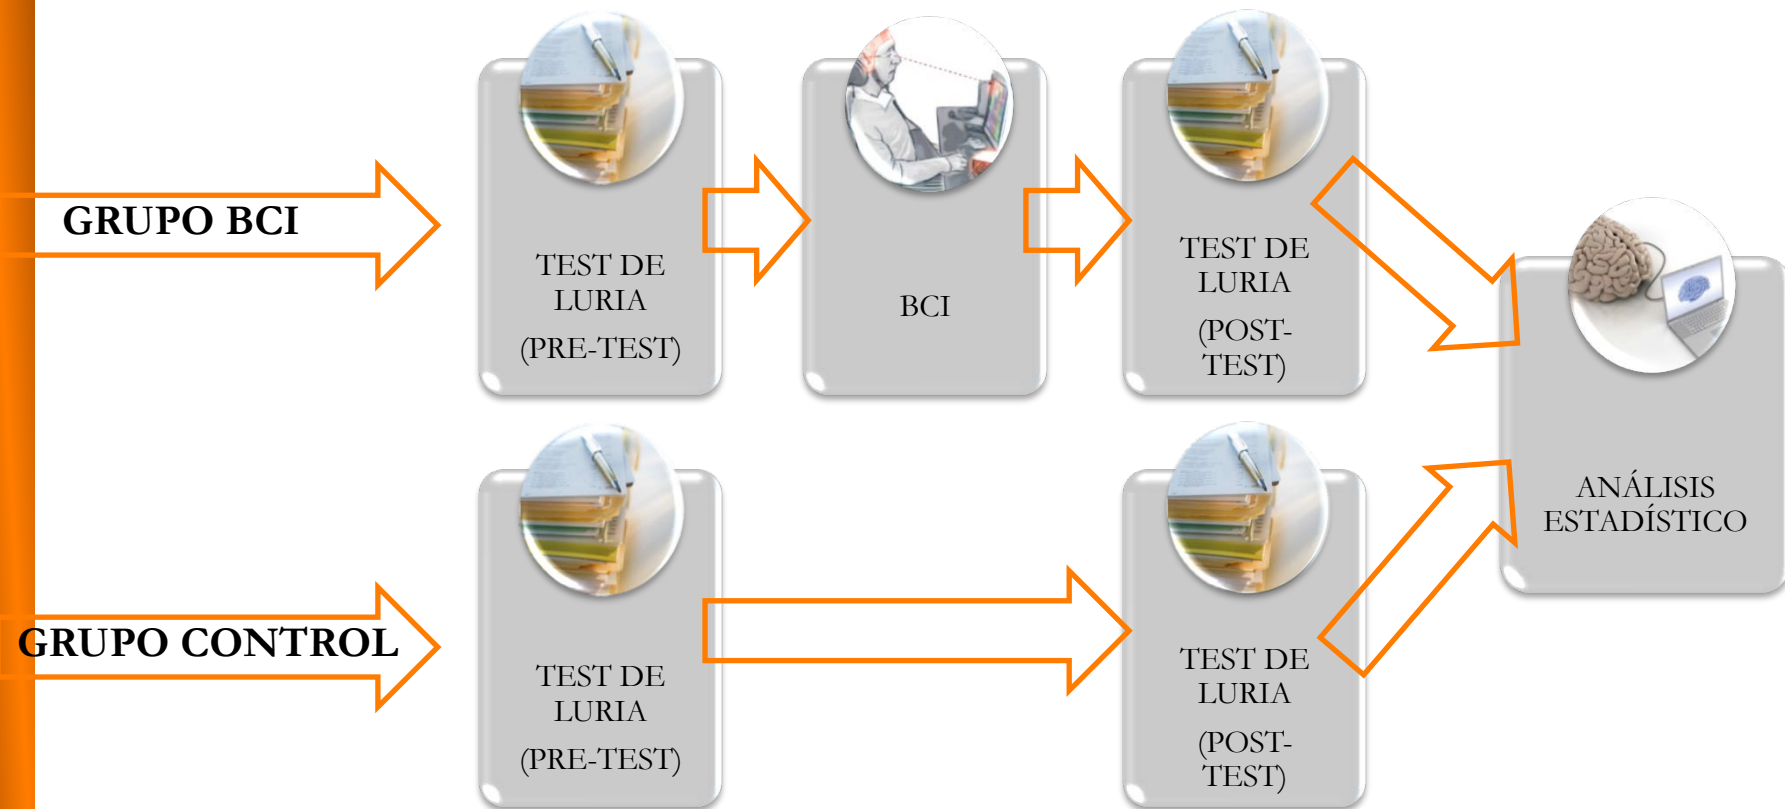 GRUPO BCI
TEST DE
LURIA
(PRE-TEST)
BCI
TEST DE
LURIA
(POST-
TEST)
ANÁLISIS
ESTADÍSTICO
GRUPO CONTROL
TEST DE
LURIA
(PRE-TEST)
TEST DE
LURIA
(POST-
TEST)